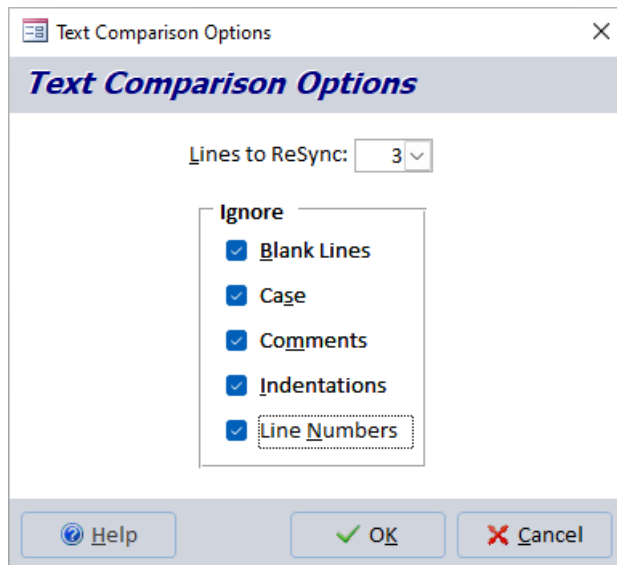 Text Comparison Options
Text Comparison Options
Lines to ReSync: 3
Ignore
Blank Lines
Case
Comments
Indentations
Line Numbers
Help OK Cancel